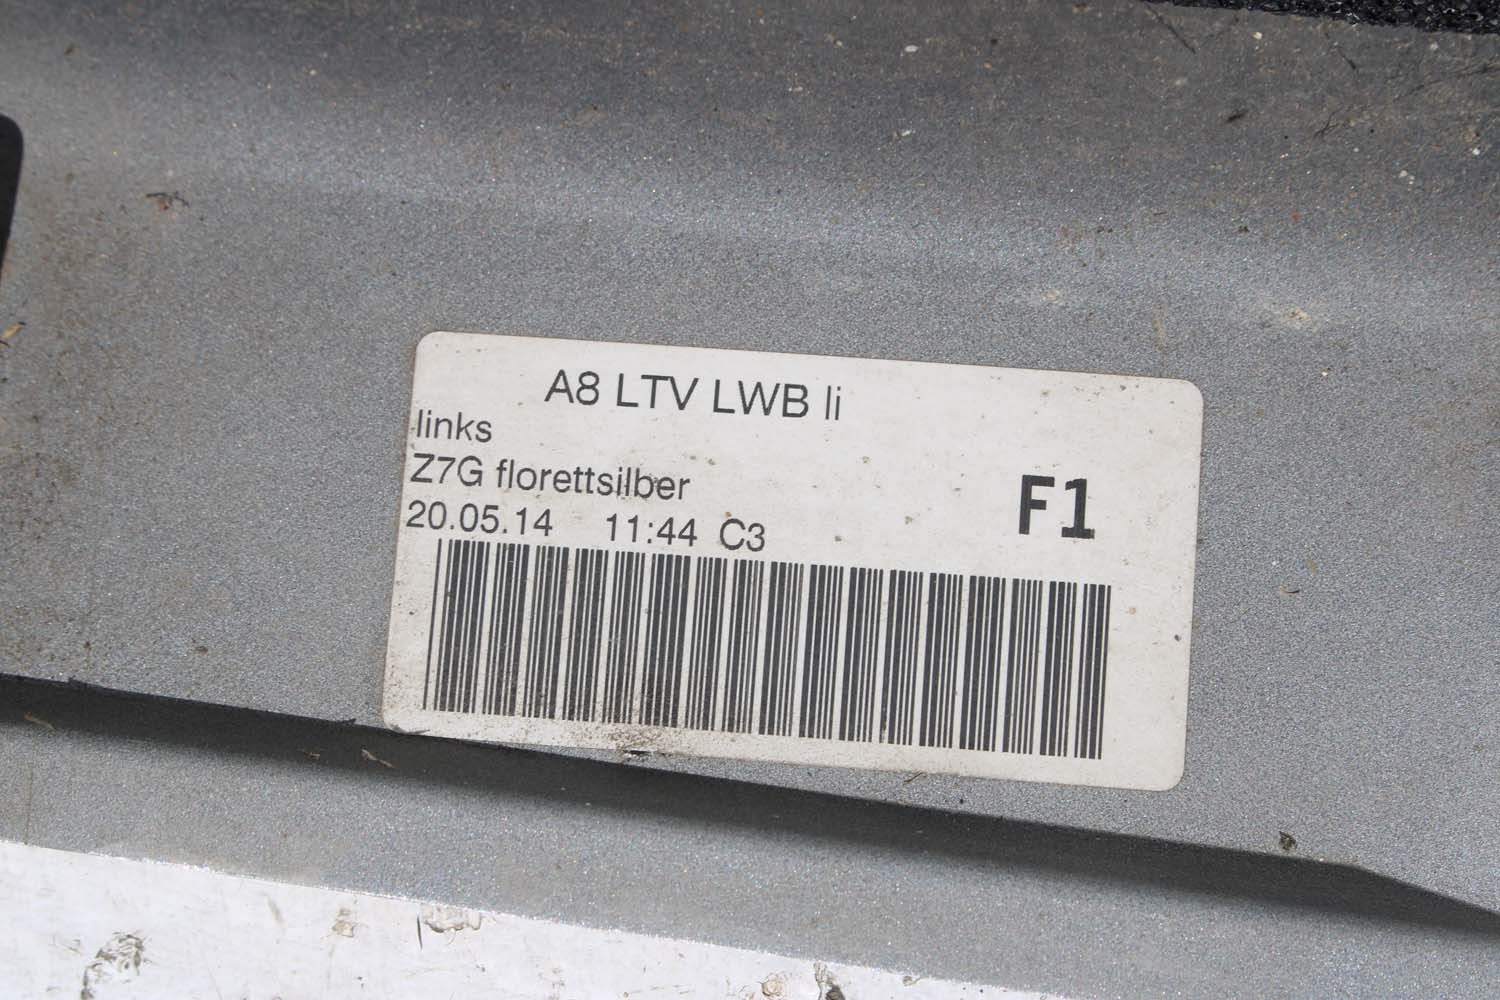 A8 LTV LWB li
links
Z7G florettsilber
20.05.14 11:44 C3
F1